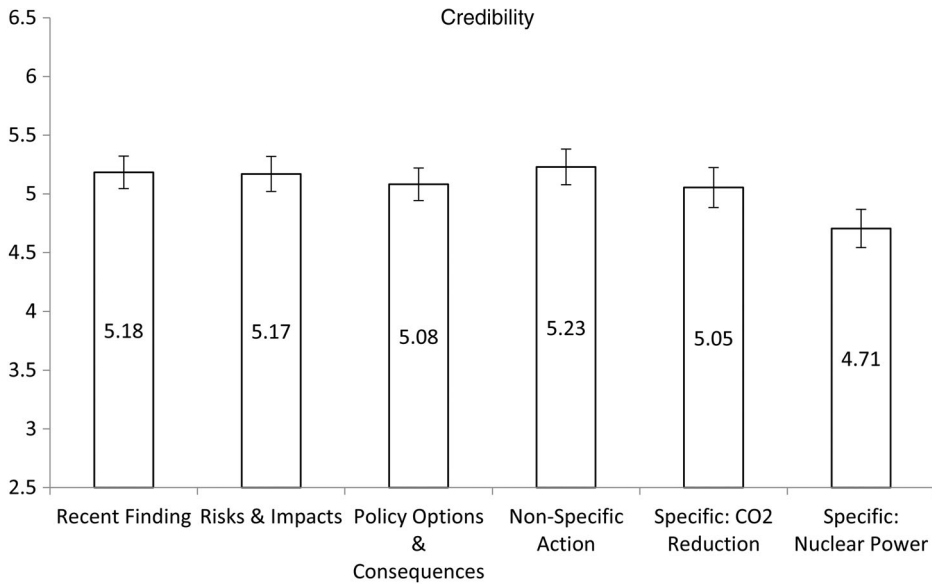 Credibility
6.5
6
5.5
5
4.5
4
3.5
3
2.5
5.18
5.17
5.08
5.23
5.05
4.71
Recent Finding
Risks & Impacts
Policy Options
&
Consequences
Non-Specific
Action
Specific: CO2
Reduction
Specific:
Nuclear Power